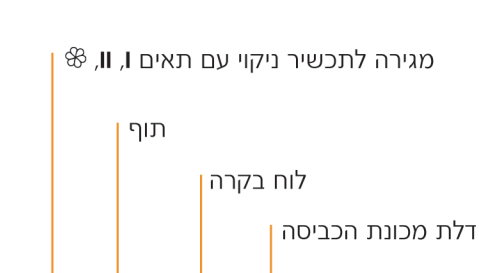 מגירה לתכשיר ניקוי עם תאים I, II, ❀
תוף
לוח בקרה
דלת מכונת הכביסה